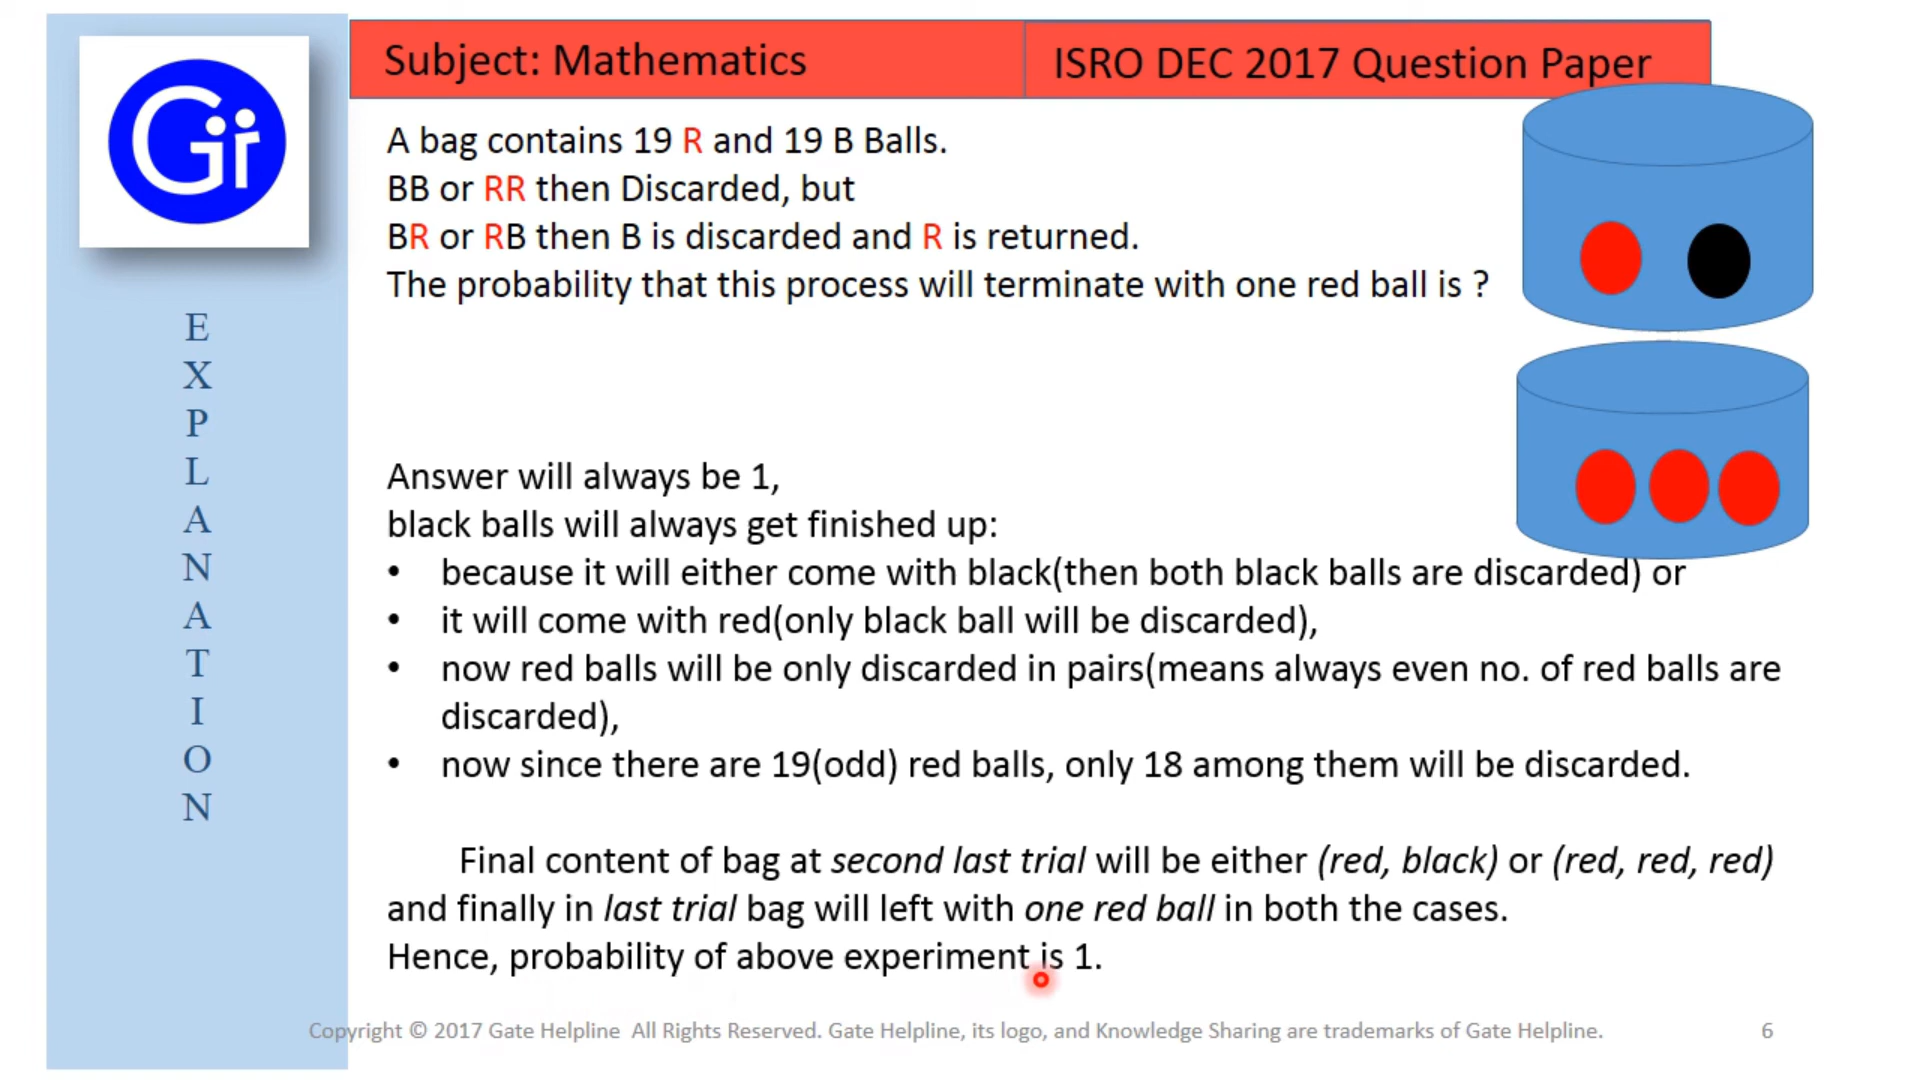 Gir
Subject: Mathematics
ISRO DEC 2017 Question Paper
A bag contains 19 R and 19 B Balls.
BB or RR then Discarded, but
BR or RB then B is discarded and R is returned.
The probability that this process will terminate with one red ball is ?
E
X
P
L
A
N
A
T
I
O
N
Answer will always be 1,
black balls will always get finished up:
• because it will either come with black(then both black balls are discarded) or
• it will come with red(only black ball will be discarded),
• now red balls will be only discarded in pairs(means always even no. of red balls are
discarded),
• now since there are 19(odd) red balls, only 18 among them will be discarded.
Final content of bag at second last trial will be either (red, black) or (red, red, red)
and finally in last trial bag will left with one red ball in both the cases.
Hence, probability of above experiment is 1.
Copyright © 2017 Gate Helpline All Rights Reserved. Gate Helpline, its logo, and Knowledge Sharing are trademarks of Gate Helpline.
6